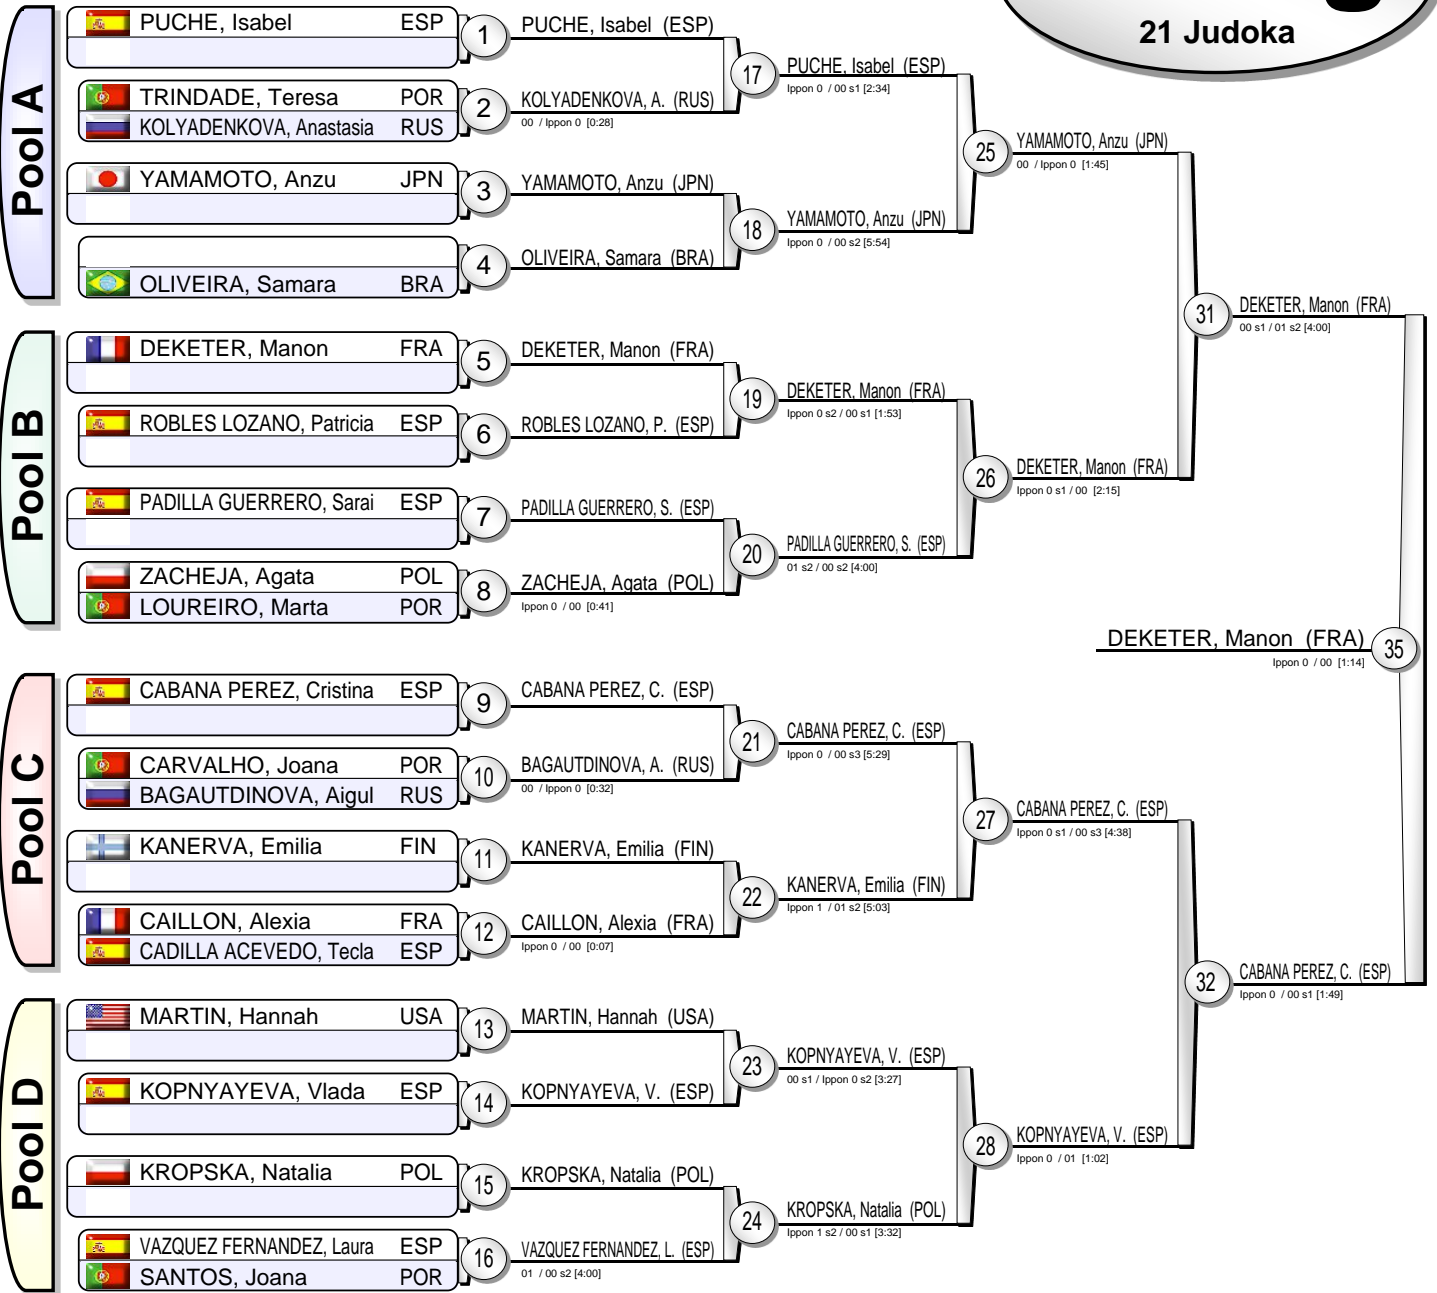 21 Judoka
Pool A
PUCHE, Isabel ESP
1
PUCHE, Isabel (ESP)
TRINDADE, Teresa POR
KOLYADENKOVA, Anastasia RUS
2
KOLYADENKOVA, A. (RUS)
00 / Ippon 0 [0:28]
17
PUCHE, Isabel (ESP)
Ippon 0 / 00 s1 [2:34]
YAMAMOTO, Anzu JPN
3
YAMAMOTO, Anzu (JPN)
OLIVEIRA, Samara BRA
4
OLIVEIRA, Samara (BRA)
18
YAMAMOTO, Anzu (JPN)
Ippon 0 / 00 s2 [5:54]
25
YAMAMOTO, Anzu (JPN)
00 / Ippon 0 [1:45]
Pool B
DEKETER, Manon FRA
5
DEKETER, Manon (FRA)
ROBLES LOZANO, Patricia ESP
6
ROBLES LOZANO, P. (ESP)
19
DEKETER, Manon (FRA)
Ippon 0 s2 / 00 s1 [1:53]
PADILLA GUERRERO, Sarai ESP
7
PADILLA GUERRERO, S. (ESP)
ZACHEJA, Agata POL
LOUREIRO, Marta POR
8
ZACHEJA, Agata (POL)
Ippon 0 / 00 [0:41]
20
PADILLA GUERRERO, S. (ESP)
01 s2 / 00 s2 [4:00]
26
DEKETER, Manon (FRA)
Ippon 0 s1 / 00 [2:15]
31
DEKETER, Manon (FRA)
00 s1 / 01 s2 [4:00]
DEKETER, Manon (FRA)
35
Ippon 0 / 00 [1:14]
Pool C
CABANA PEREZ, Cristina ESP
9
CABANA PEREZ, C. (ESP)
CARVALHO, Joana POR
BAGAUTDINOVA, Aigul RUS
10
BAGAUTDINOVA, A. (RUS)
00 / Ippon 0 [0:32]
21
CABANA PEREZ, C. (ESP)
Ippon 0 / 00 s3 [5:29]
KANERVA, Emilia FIN
11
KANERVA, Emilia (FIN)
CAILLON, Alexia FRA
CADILLA ACEVEDO, Tecla ESP
12
CAILLON, Alexia (FRA)
Ippon 0 / 00 [0:07]
22
KANERVA, Emilia (FIN)
Ippon 1 / 01 s2 [5:03]
27
CABANA PEREZ, C. (ESP)
Ippon 0 s1 / 00 s3 [4:38]
Pool D
MARTIN, Hannah USA
13
MARTIN, Hannah (USA)
KOPNYAYEVA, Vlada ESP
14
KOPNYAYEVA, V. (ESP)
23
KOPNYAYEVA, V. (ESP)
00 s1 / Ippon 0 s2 [3:27]
KROPSKA, Natalia POL
15
KROPSKA, Natalia (POL)
VAZQUEZ FERNANDEZ, Laura ESP
SANTOS, Joana POR
16
VAZQUEZ FERNANDEZ, L. (ESP)
01 / 00 s2 [4:00]
24
KROPSKA, Natalia (POL)
Ippon 1 s2 / 00 s1 [3:32]
28
KOPNYAYEVA, V. (ESP)
Ippon 0 / 01 [1:02]
32
CABANA PEREZ, C. (ESP)
Ippon 0 / 00 s1 [1:49]